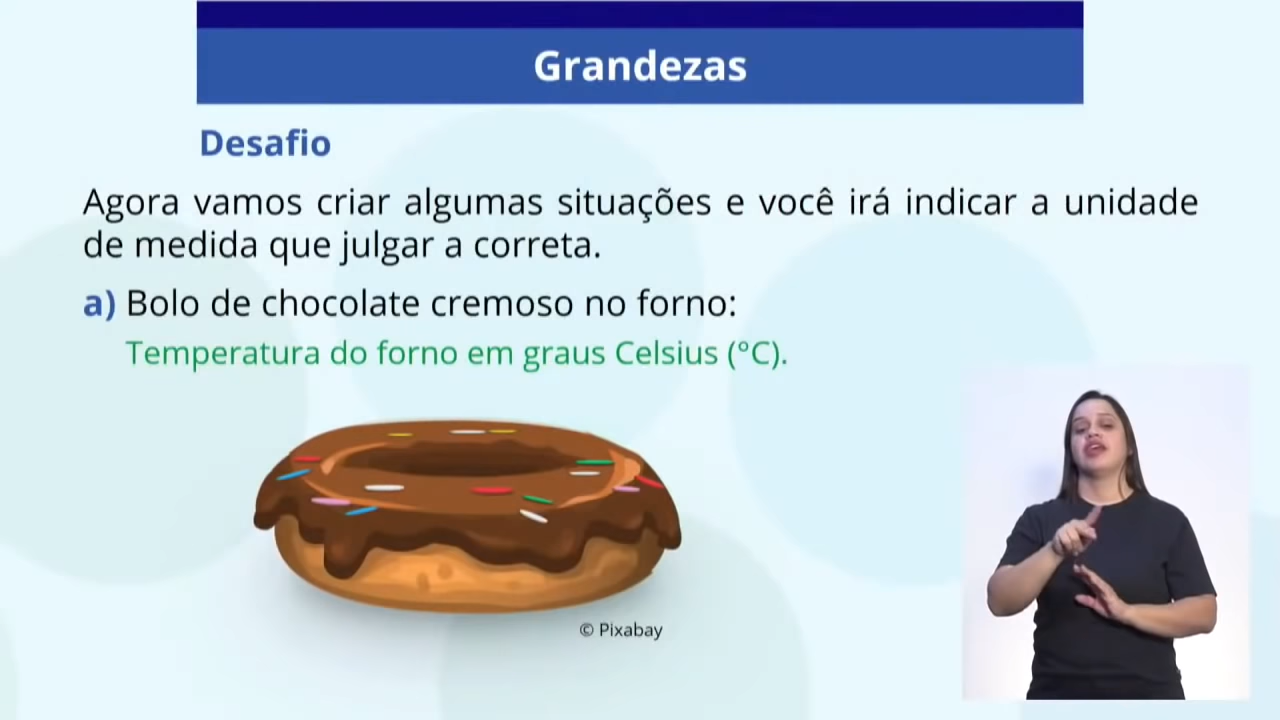 Grandezas
Desafio
Agora vamos criar algumas situações e você irá indicar a unidade
de medida que julgar a correta.
a) Bolo de chocolate cremoso no forno:
Temperatura do forno em graus Celsius (°C).
© Pixabay